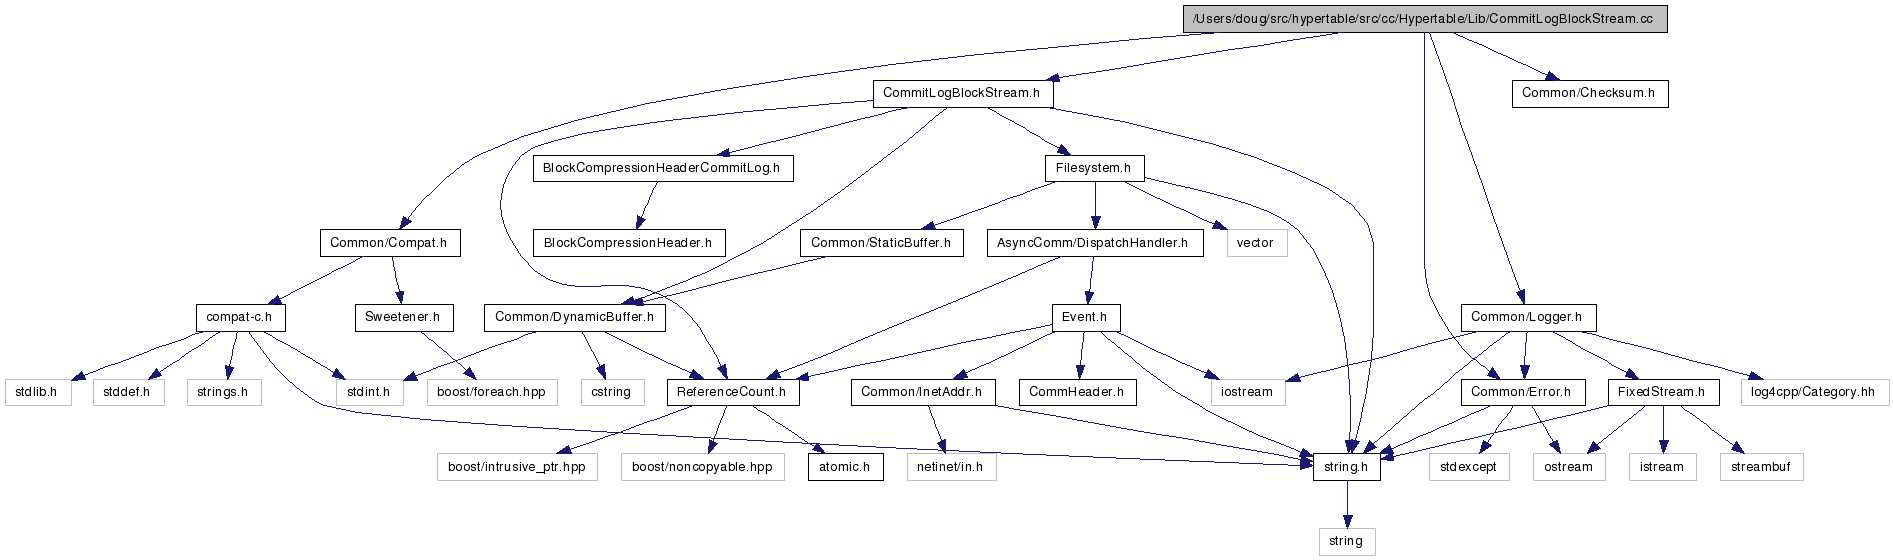 /Users/doug/src/hypertable/src/cc/Hypertable/Lib/CommitLogBlockStream.cc
CommitLogBlockStream.h
Common/Checksum.h
BlockCompressionHeaderCommitLog.h
Filesystem.h
Common/Compat.h
BlockCompressionHeader.h
Common/StaticBuffer.h
AsyncComm/DispatchHandler.h
vector
compat-c.h
Sweetener.h
Common/DynamicBuffer.h
Event.h
Common/Logger.h
stdlib.h
stddef.h
strings.h
stdint.h
boost/foreach.hpp
cstring
ReferenceCount.h
Common/InetAddr.h
CommHeader.h
iostream
Common/Error.h
FixedStream.h
log4cpp/Category.hh
boost/intrusive_ptr.hpp
boost/noncopyable.hpp
atomic.h
netinet/in.h
string.h
stdexcept
ostream
istream
streambuf
string